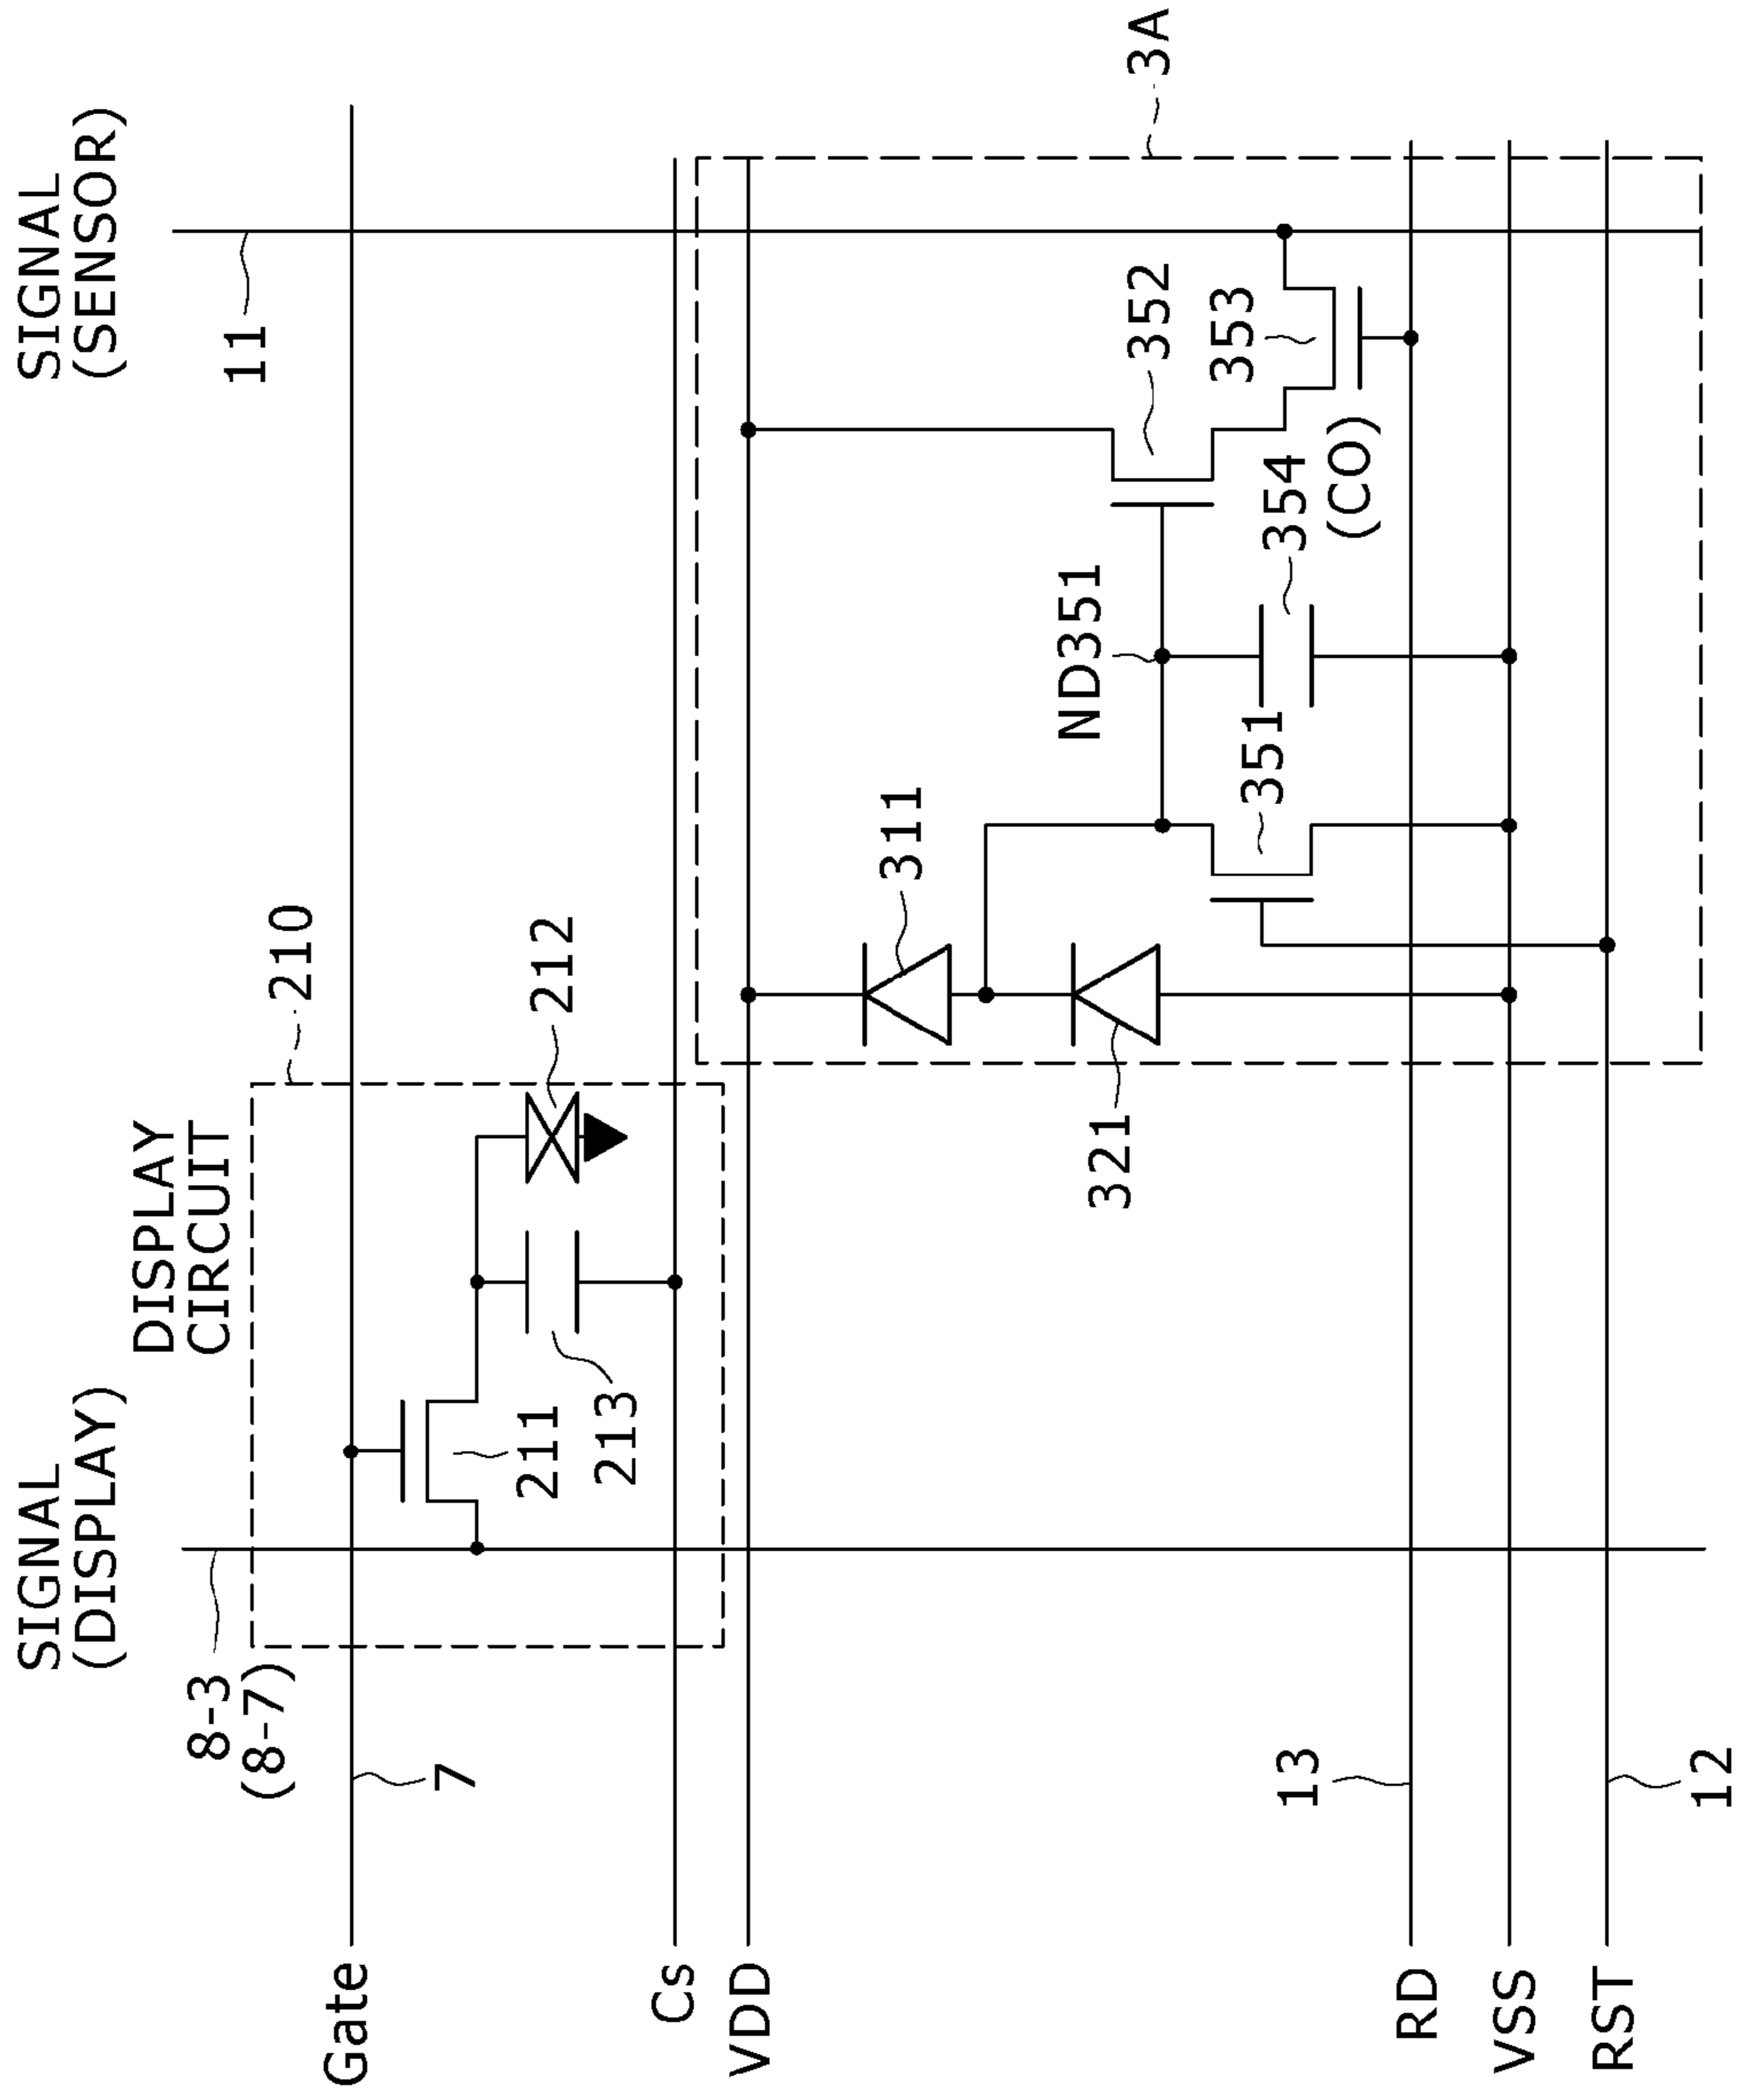 SIGNAL
(DISPLAY)
DISPLAY
CIRCUIT
SIGNAL
(SENSOR)
8-3
(8-7)
210
11
Gate
7
211
212
213
Cs
VDD
3A
311
321
ND351
351
352
353
354
(CO)
13
RD
VSS
RST
12